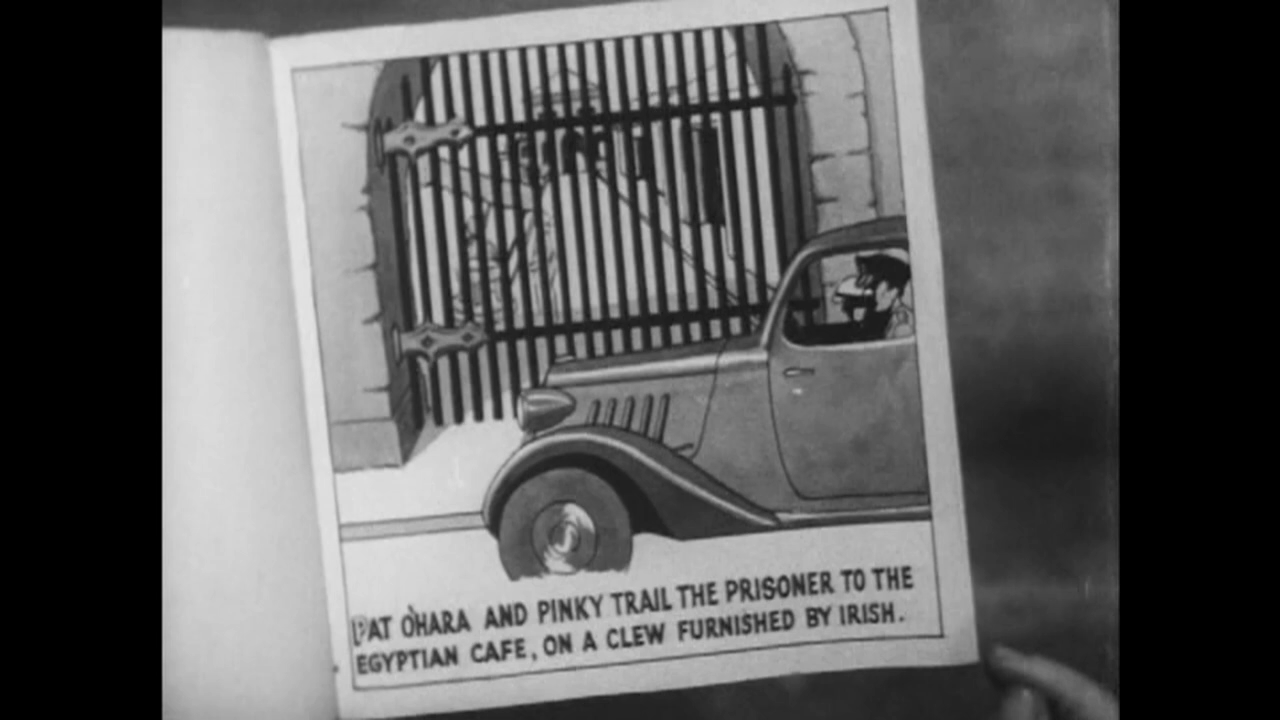 PAT O'HARA AND PINKY TRAIL THE PRISONER TO THE
EGYPTIAN CAFE, ON A CLEW FURNISHED BY IRISH.